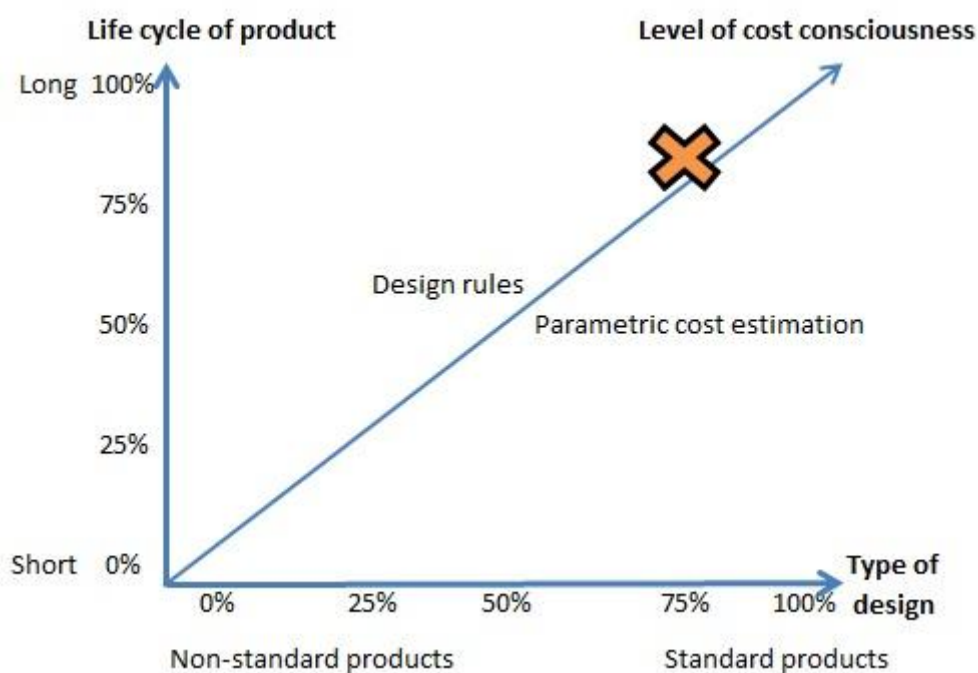 Life cycle of product
Level of cost consciousness
Long 100%
75%
Design rules
50%
Parametric cost estimation
25%
Short 0%
Type of
design
0% 25% 50% 75% 100%
Non-standard products
Standard products